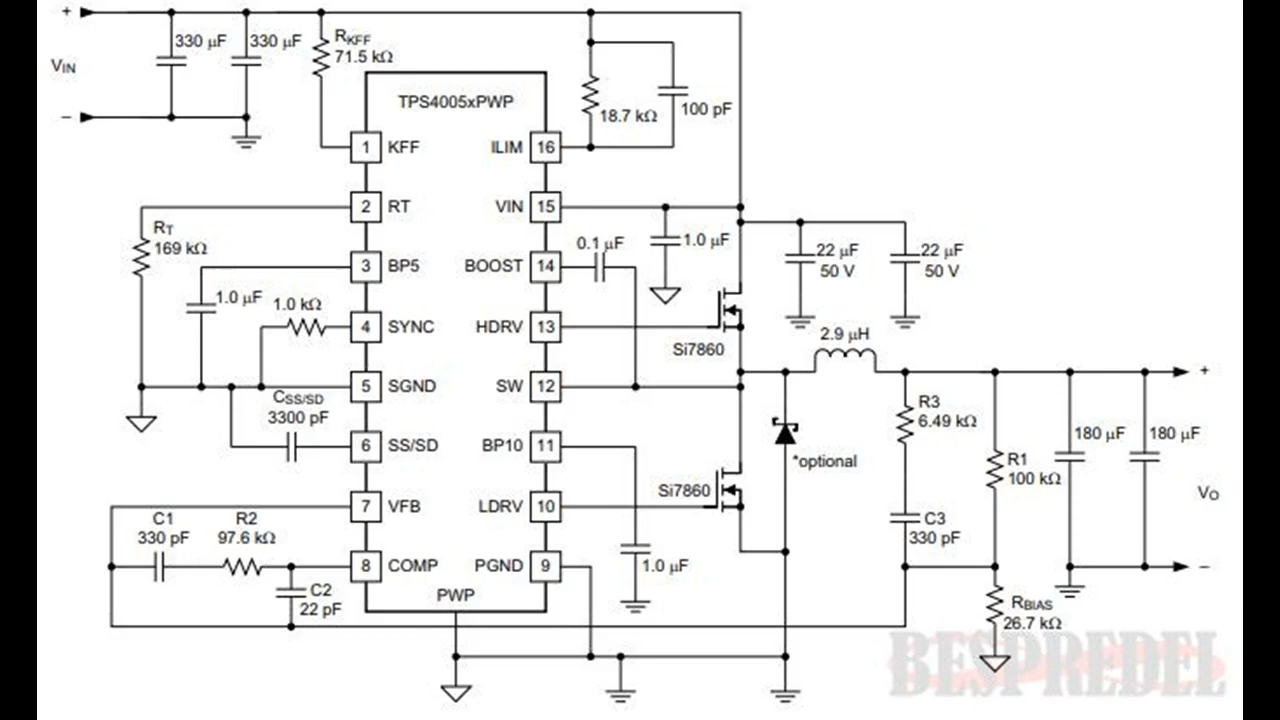 +
330 µF
330 µF
RKFF
71.5 kΩ
VIN
−
TPS4005xPWP
18.7 kΩ
100 pF
1 KFF
ILIM 16
2 RT
VIN 15
RT
169 kΩ
0.1 µF
1.0 µF
22 µF
50 V
22 µF
50 V
3 BP5
BOOST 14
1.0 µF
1.0 kΩ
4 SYNC
HDRV 13
Si7860
2.9 µH
5 SGND
SW 12
+
CSS/SD
3300 pF
R3
6.49 kΩ
6 SS/SD
BP10 11
*optional
R1
100 kΩ
180 µF
180 µF
Si7860
VO
7 VFB
LDRV 10
C1
330 pF
R2
97.6 kΩ
C3
330 pF
8 COMP
PGND 9
1.0 µF
−
C2
22 pF
PWP
RBIAS
26.7 kΩ
BESPREDEL